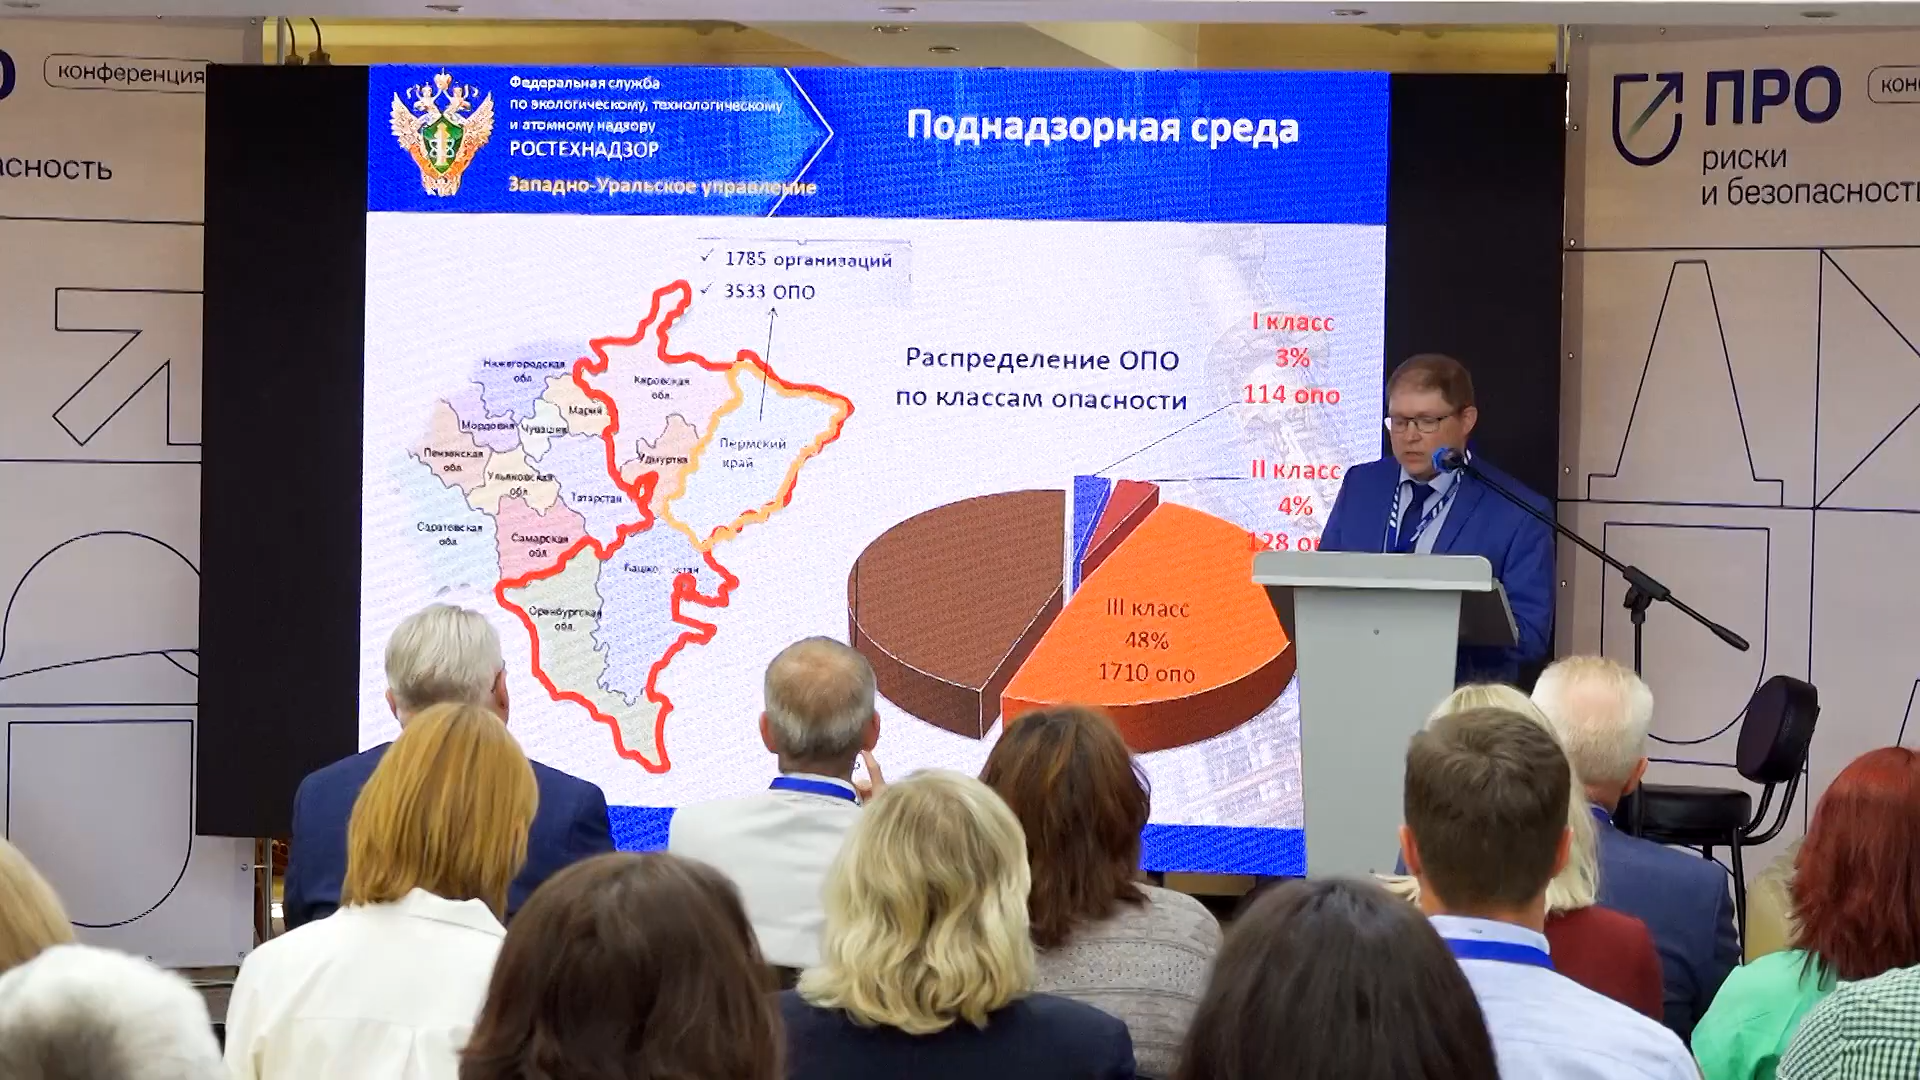 конференция
асность
Федеральная служба
по экологическому, технологическому
и атомному надзору
РОСТЕХНАДЗОР
Западно-Уральское управление
Поднадзорная среда
✓ 1785 организаций
✓ 3533 ОПО
Нижегородская
обл.
Марий
Чувашия
Мордовия
Пензенская
обл.
Ульяновская
обл.
Саратовская
обл.
Самарская
обл.
Татарстан
Кировская
обл.
Удмуртия
Пермский
край
Оренбургская
обл.
Распределение ОПО
по классам опасности
I класс
3%
114 опо
II класс
4%
128 оп
III класс
48%
1710 опо
ПРО
риски
и безопасность